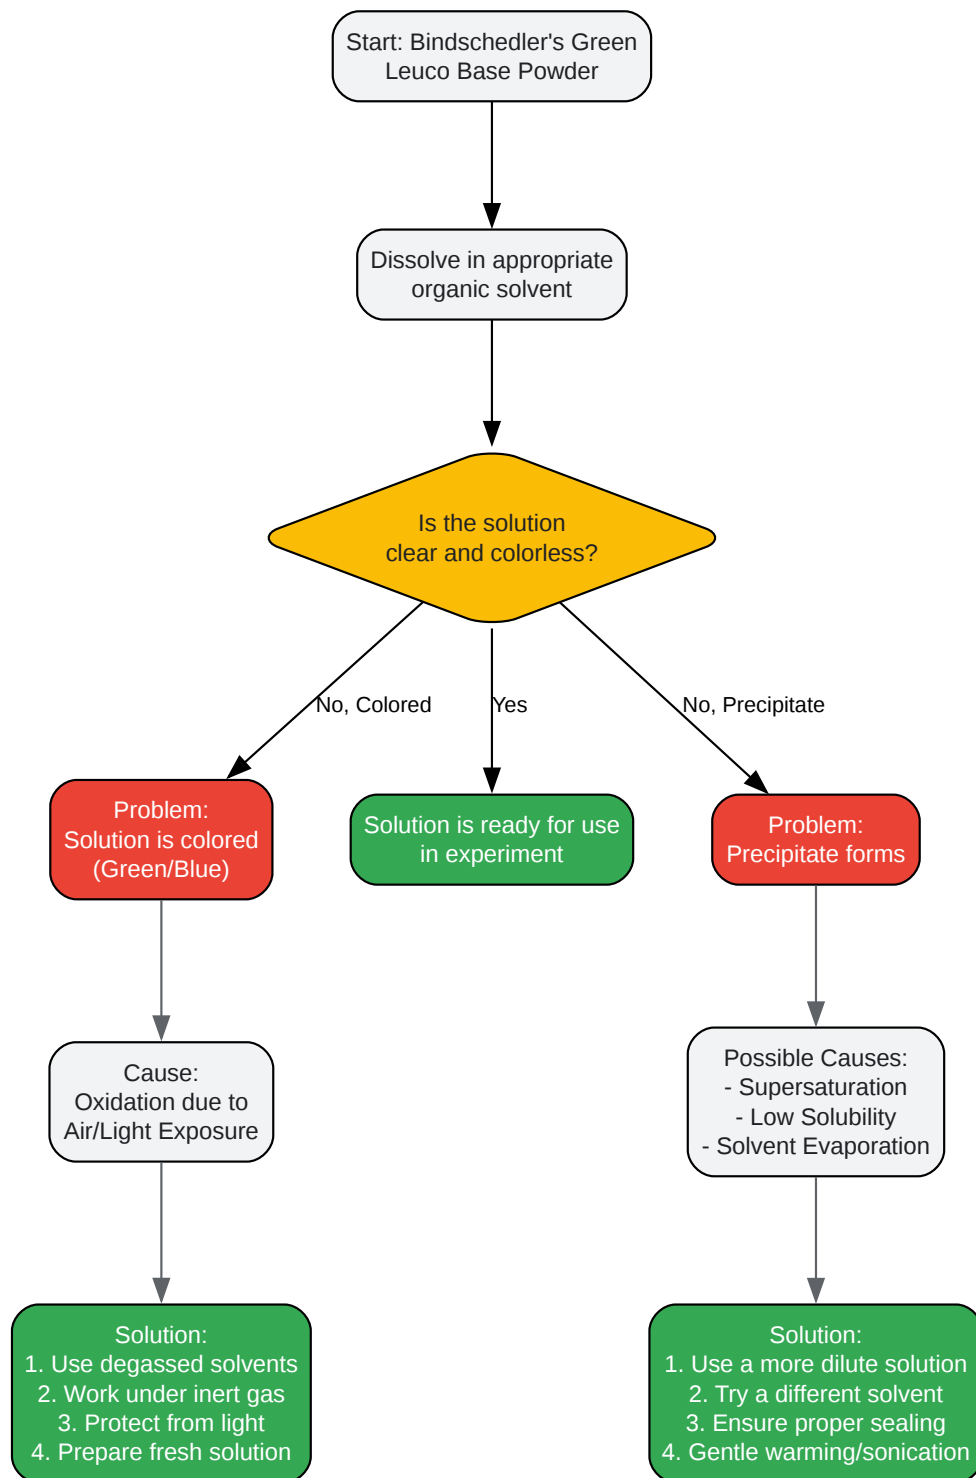 Start: Bindschedler's Green
Leuco Base Powder
Dissolve in appropriate
organic solvent
Is the solution
clear and colorless?
No, Colored
Yes
No, Precipitate
Problem:
Solution is colored
(Green/Blue)
Solution is ready for use
in experiment
Problem:
Precipitate forms
Cause:
Oxidation due to
Air/Light Exposure
Possible Causes:
- Supersaturation
- Low Solubility
- Solvent Evaporation
Solution:
1. Use degassed solvents
2. Work under inert gas
3. Protect from light
4. Prepare fresh solution
Solution:
1. Use a more dilute solution
2. Try a different solvent
3. Ensure proper sealing
4. Gentle warming/sonication